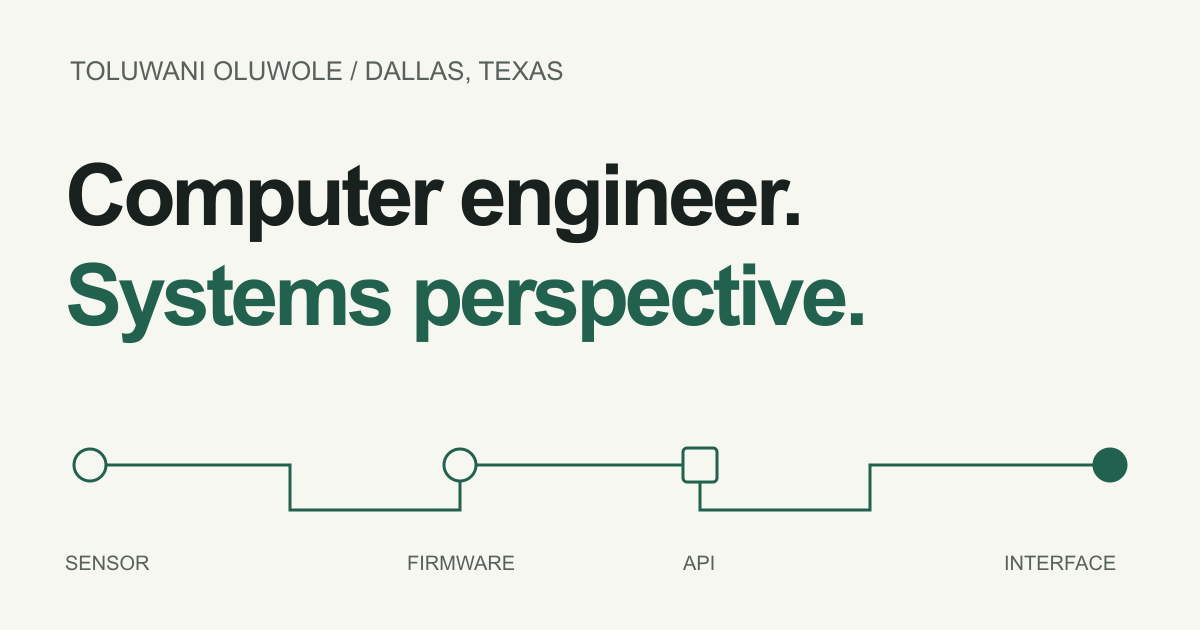 TOLUWANI OLUWOLE / DALLAS, TEXAS
Computer engineer.
Systems perspective.
SENSOR FIRMWARE API INTERFACE